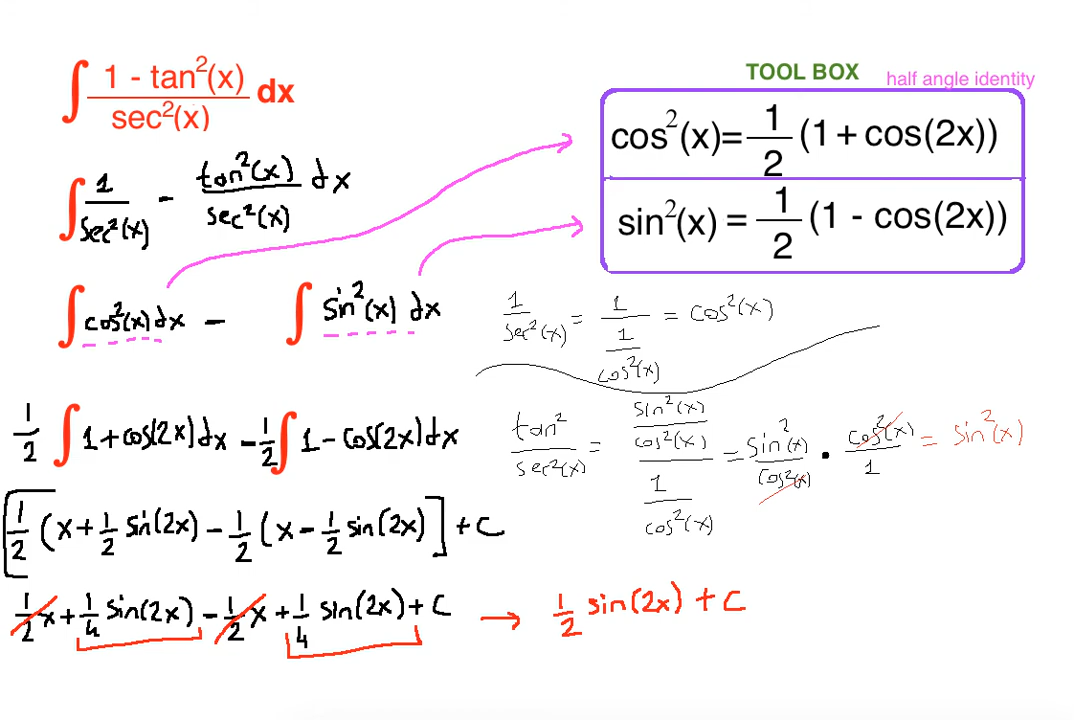 ∫ (1 - tan²(x)) / sec²(x) dx
TOOL BOX
half angle identity
cos²(x)= 1/2 (1 + cos(2x))
sin²(x) = 1/2 (1 - cos(2x))
∫ 1/sec²(x) - tan²(x)/sec²(x) dx
∫ cos²(x) dx - ∫ sin²(x) dx
1/sec²(x) = 1/(1/cos²(x)) = cos²(x)
1/2 ∫ 1+cos(2x)dx - 1/2 ∫ 1-cos(2x)dx
tan²/sec²(x) = (sin²(x)/cos²(x))/(1/cos²(x)) = sin²(x)/cos²(x) • cos²(x)/1 = sin²(x)
[1/2 (x + 1/2 sin(2x) - 1/2 (x - 1/2 sin(2x)] + C
1/2 x + 1/4 sin(2x) - 1/2 x + 1/4 sin(2x) + C → 1/2 sin(2x) + C